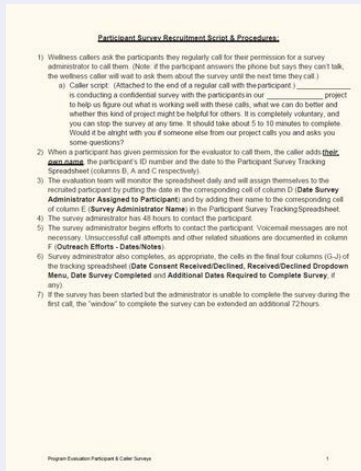 Participant Survey Recruitment Script & Procedures:
1) Wellness callers ask the participants they regularly call for their permission for a survey
administrator to call them. (Note: if the participant answers the phone but says they can't talk,
the wellness caller will wait to ask them about the survey until the next time they call.)
a) Caller script: (Attached to the end of a regular call with the participant.) ____________
is conducting a confidential survey with the participants in our ____________ project
to help us figure out what is working well with these calls, what we can do better and
whether this kind of project might be helpful for others. It is completely voluntary, and
you can stop the survey at any time. It should take about 5 to 10 minutes to complete.
Would it be alright with you if someone else from our project calls you and asks you
some questions?
2) When a participant has given permission for the evaluator to call them, the caller adds their
own name, the participant's ID number and the date to the Participant Survey Tracking
Spreadsheet (columns B, A and C respectively).
3) The evaluation team will monitor the spreadsheet daily and will assign themselves to the
recruited participant by putting the date in the corresponding cell of column D (Date Survey
Administrator Assigned to Participant) and by adding their name to the corresponding cell
of column E (Survey Administrator Name) in the Participant Survey Tracking Spreadsheet.
4) The survey administrator has 48 hours to contact the participant.
5) The survey administrator begins efforts to contact the participant. Voicemail messages are not
necessary. Unsuccessful call attempts and other related situations are documented in column
F (Outreach Efforts - Dates/Notes).
6) Survey administrator also completes, as appropriate, the cells in the final four columns (G-J) of
the tracking spreadsheet (Date Consent Received/Declined, Received/Declined Dropdown
Menu, Date Survey Completed and Additional Dates Required to Complete Survey, if
any).
7) If the survey has been started but the administrator is unable to complete the survey during the
first call, the "window" to complete the survey can be extended an additional 72 hours.
Program Evaluation Participant & Caller Surveys 1